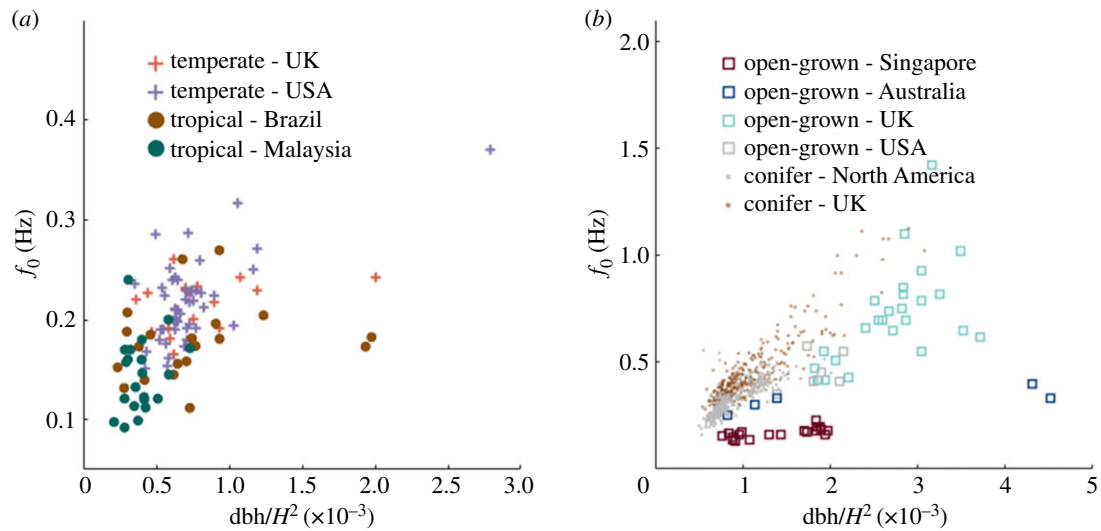 (a)
temperate - UK
temperate - USA
tropical - Brazil
tropical - Malaysia
0.4
0.3
0.2
0.1
f₀ (Hz)
0 0.5 1.0 1.5 2.0 2.5 3.0
dbh/H² (×10⁻³)
(b)
open-grown - Singapore
open-grown - Australia
open-grown - UK
open-grown - USA
conifer - North America
conifer - UK
2.0
1.5
1.0
0.5
f₀ (Hz)
0 1 2 3 4 5
dbh/H² (×10⁻³)